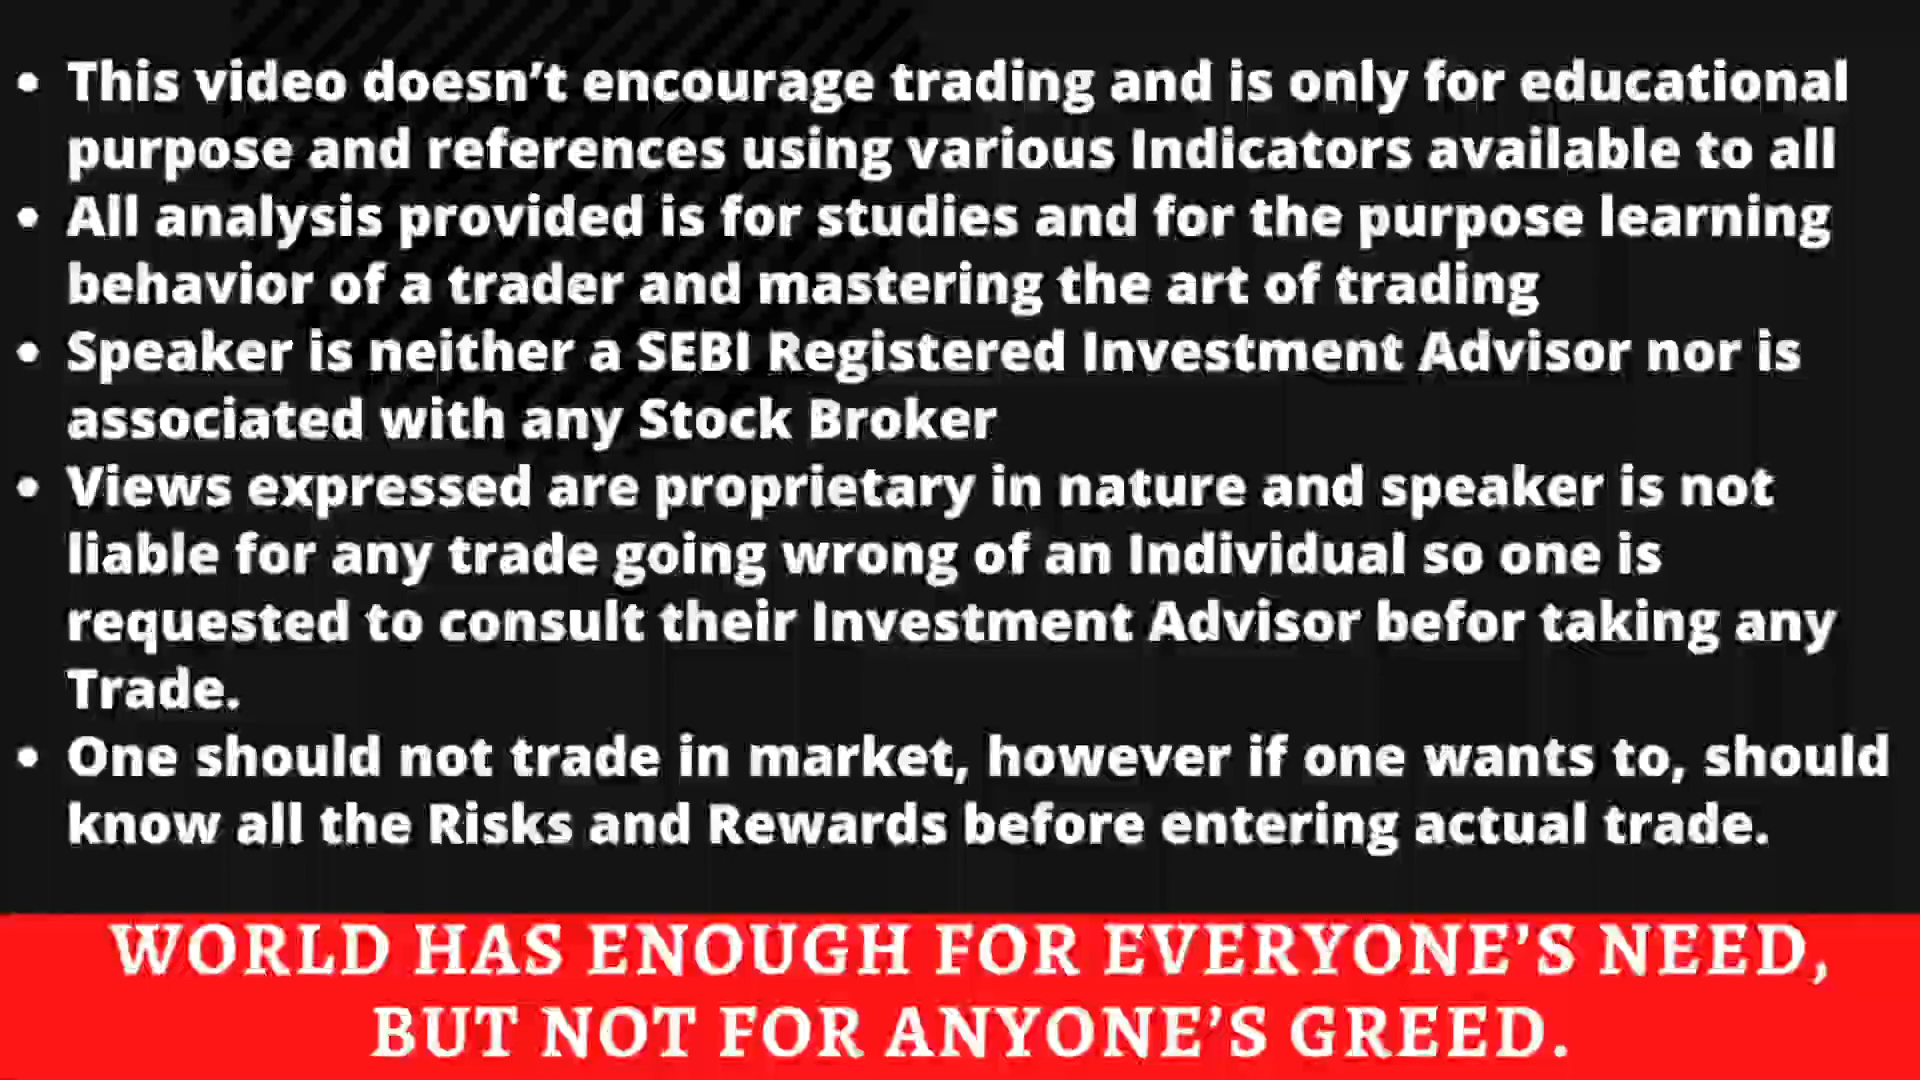 • This video doesn’t encourage trading and is only for educational
purpose and references using various Indicators available to all
• All analysis provided is for studies and for the purpose learning
behavior of a trader and mastering the art of trading
• Speaker is neither a SEBI Registered Investment Advisor nor is
associated with any Stock Broker
• Views expressed are proprietary in nature and speaker is not
liable for any trade going wrong of an Individual so one is
requested to consult their Investment Advisor befor taking any
Trade.
• One should not trade in market, however if one wants to, should
know all the Risks and Rewards before entering actual trade.
WORLD HAS ENOUGH FOR EVERYONE’S NEED,
BUT NOT FOR ANYONE’S GREED.